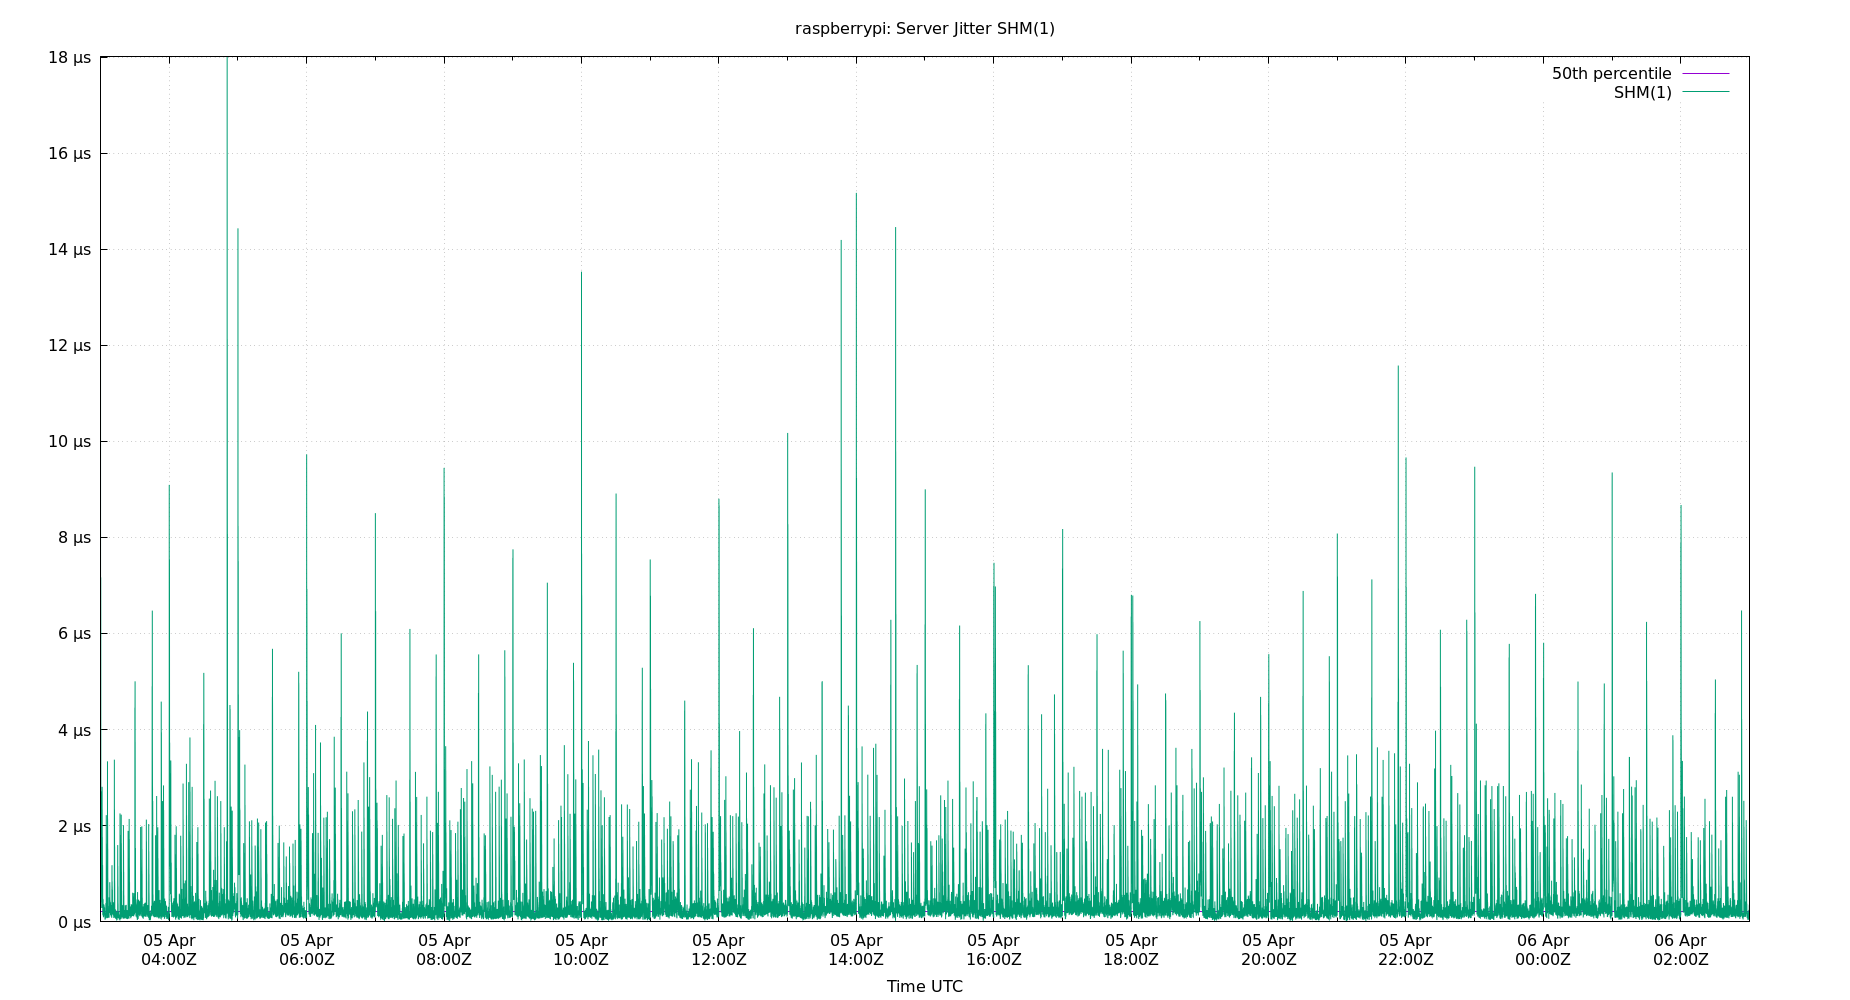 raspberrypi: Server Jitter SHM(1)
50th percentile
SHM(1)
18 µs
16 µs
14 µs
12 µs
10 µs
8 µs
6 µs
4 µs
2 µs
0 µs
05 Apr 05 Apr 05 Apr 05 Apr 05 Apr 05 Apr 05 Apr 05 Apr 05 Apr 05 Apr 06 Apr 06 Apr
04:00Z 06:00Z 08:00Z 10:00Z 12:00Z 14:00Z 16:00Z 18:00Z 20:00Z 22:00Z 00:00Z 02:00Z
Time UTC